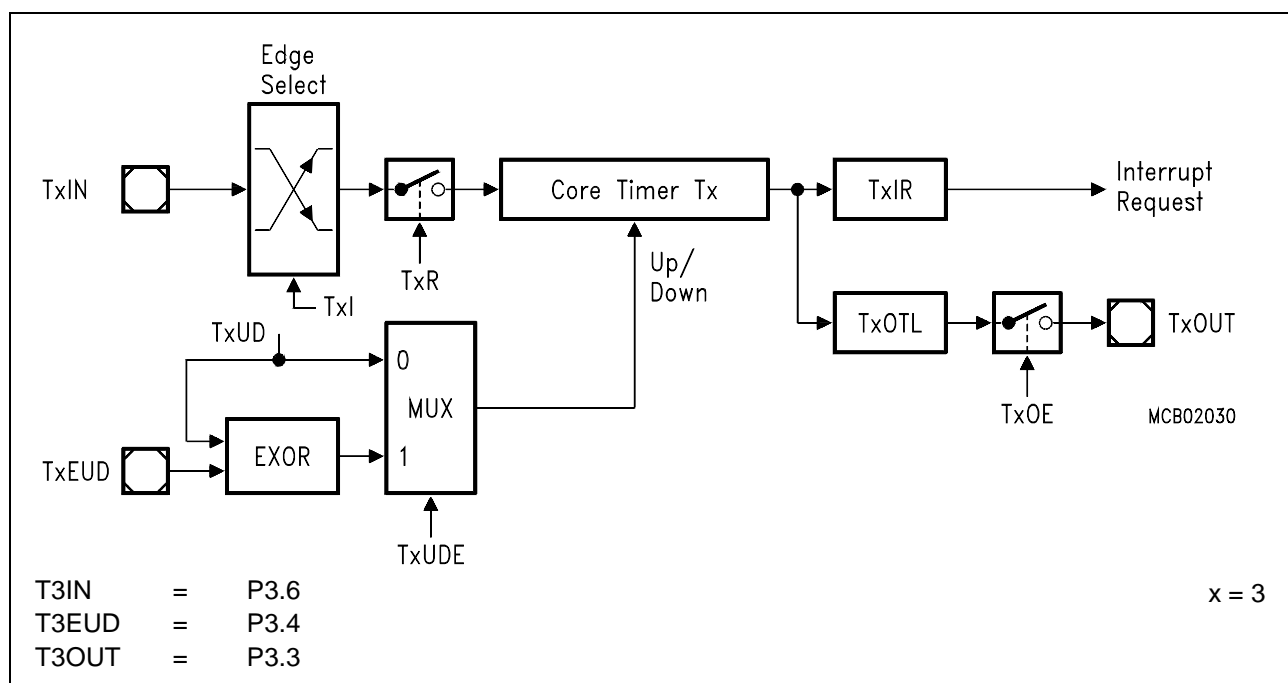 Edge
Select
TxIN
Core Timer Tx
TxIR
Interrupt
Request
TxR
TxI
Up/
Down
TxUD
0
MUX
1
TxOTL
TxOUT
TxOE
MCB02030
EXOR
TxEUD
TxUDE
T3IN = P3.6
x = 3
T3EUD = P3.4
T3OUT = P3.3